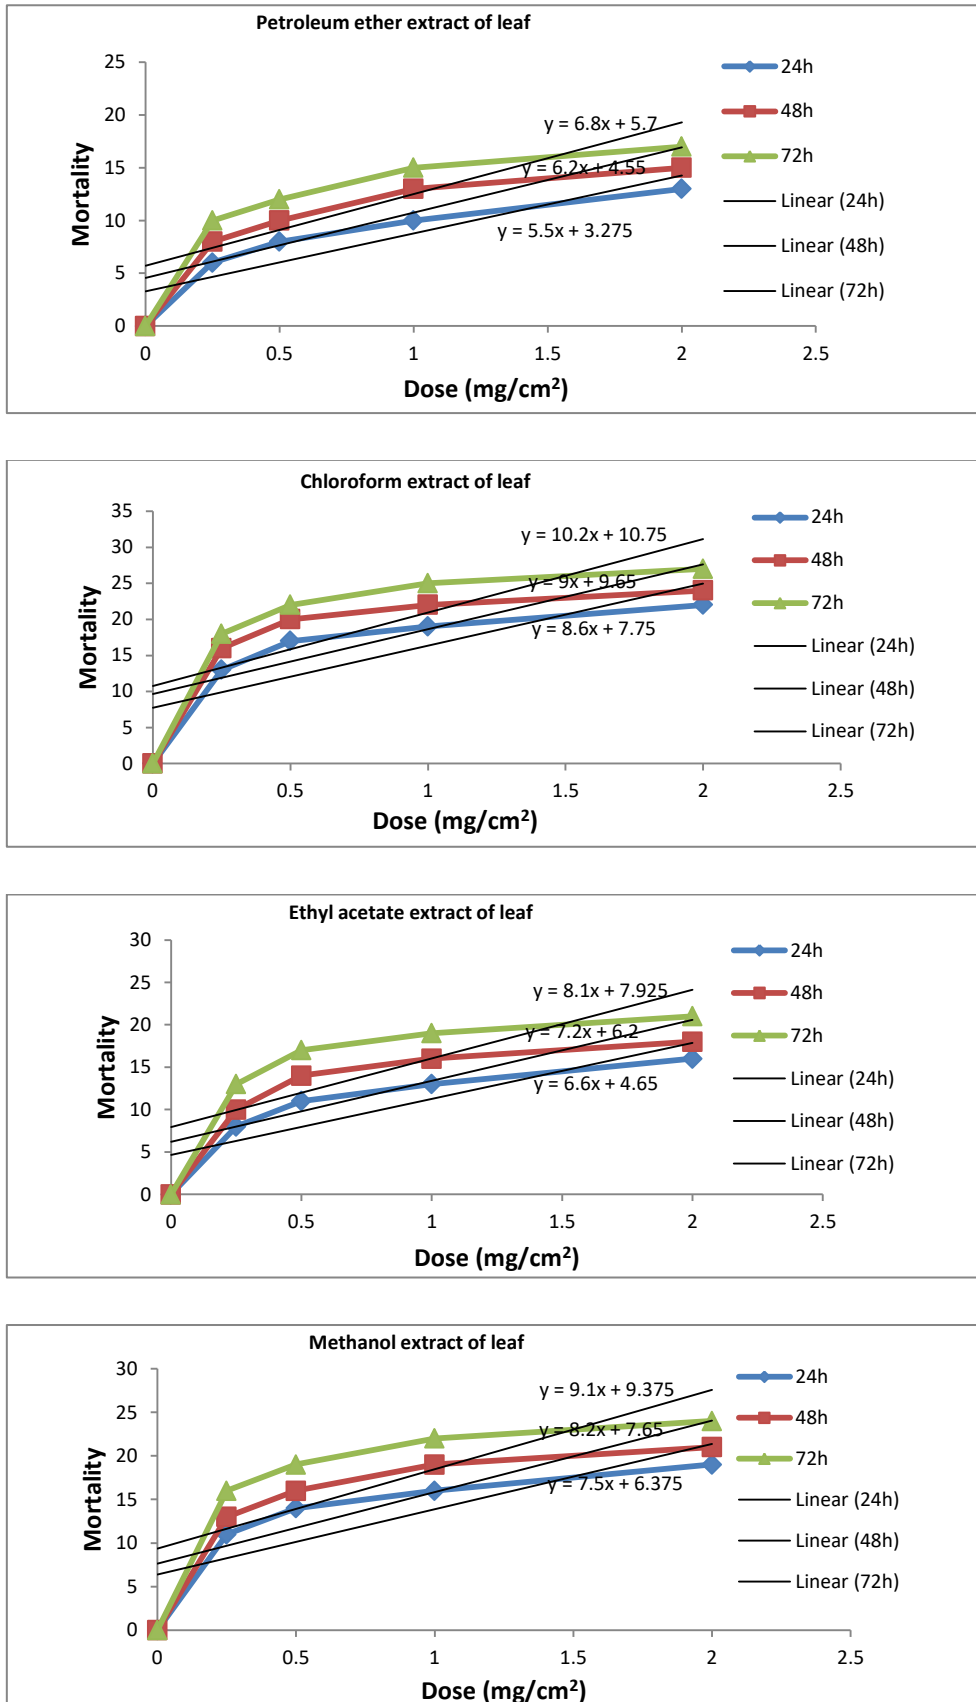 Petroleum ether extract of leaf
25
20
15
10
5
0
Mortality
y = 6.8x + 5.7
y = 6.2x + 4.55
y = 5.5x + 3.275
0 0.5 1 1.5 2 2.5
Dose (mg/cm²)
24h
48h
72h
Linear (24h)
Linear (48h)
Linear (72h)
Chloroform extract of leaf
35
30
25
20
15
10
5
0
Mortality
y = 10.2x + 10.75
y = 9x + 9.65
y = 8.6x + 7.75
0 0.5 1 1.5 2 2.5
Dose (mg/cm²)
24h
48h
72h
Linear (24h)
Linear (48h)
Linear (72h)
Ethyl acetate extract of leaf
30
25
20
15
10
5
0
Mortality
y = 8.1x + 7.925
y = 7.2x + 6.2
y = 6.6x + 4.65
0 0.5 1 1.5 2 2.5
Dose (mg/cm²)
24h
48h
72h
Linear (24h)
Linear (48h)
Linear (72h)
Methanol extract of leaf
30
25
20
15
10
5
0
Mortality
y = 9.1x + 9.375
y = 8.2x + 7.65
y = 7.5x + 6.375
0 0.5 1 1.5 2 2.5
Dose (mg/cm²)
24h
48h
72h
Linear (24h)
Linear (48h)
Linear (72h)